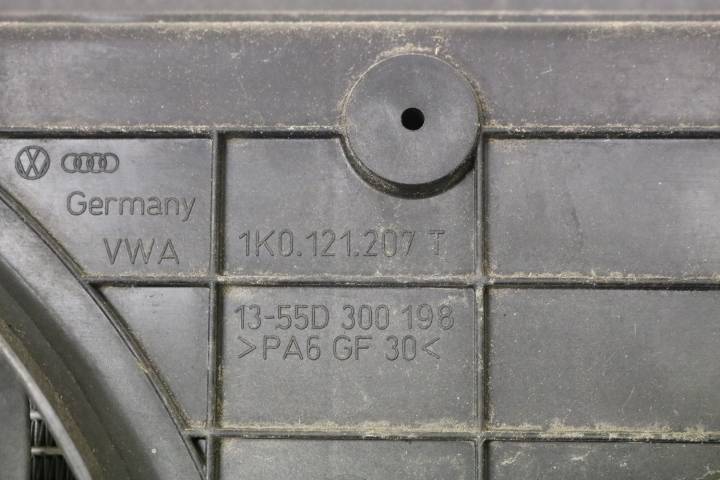 Germany
VWA
1K0.121.207 T
13-55D 300 198
>PA6 GF 30<